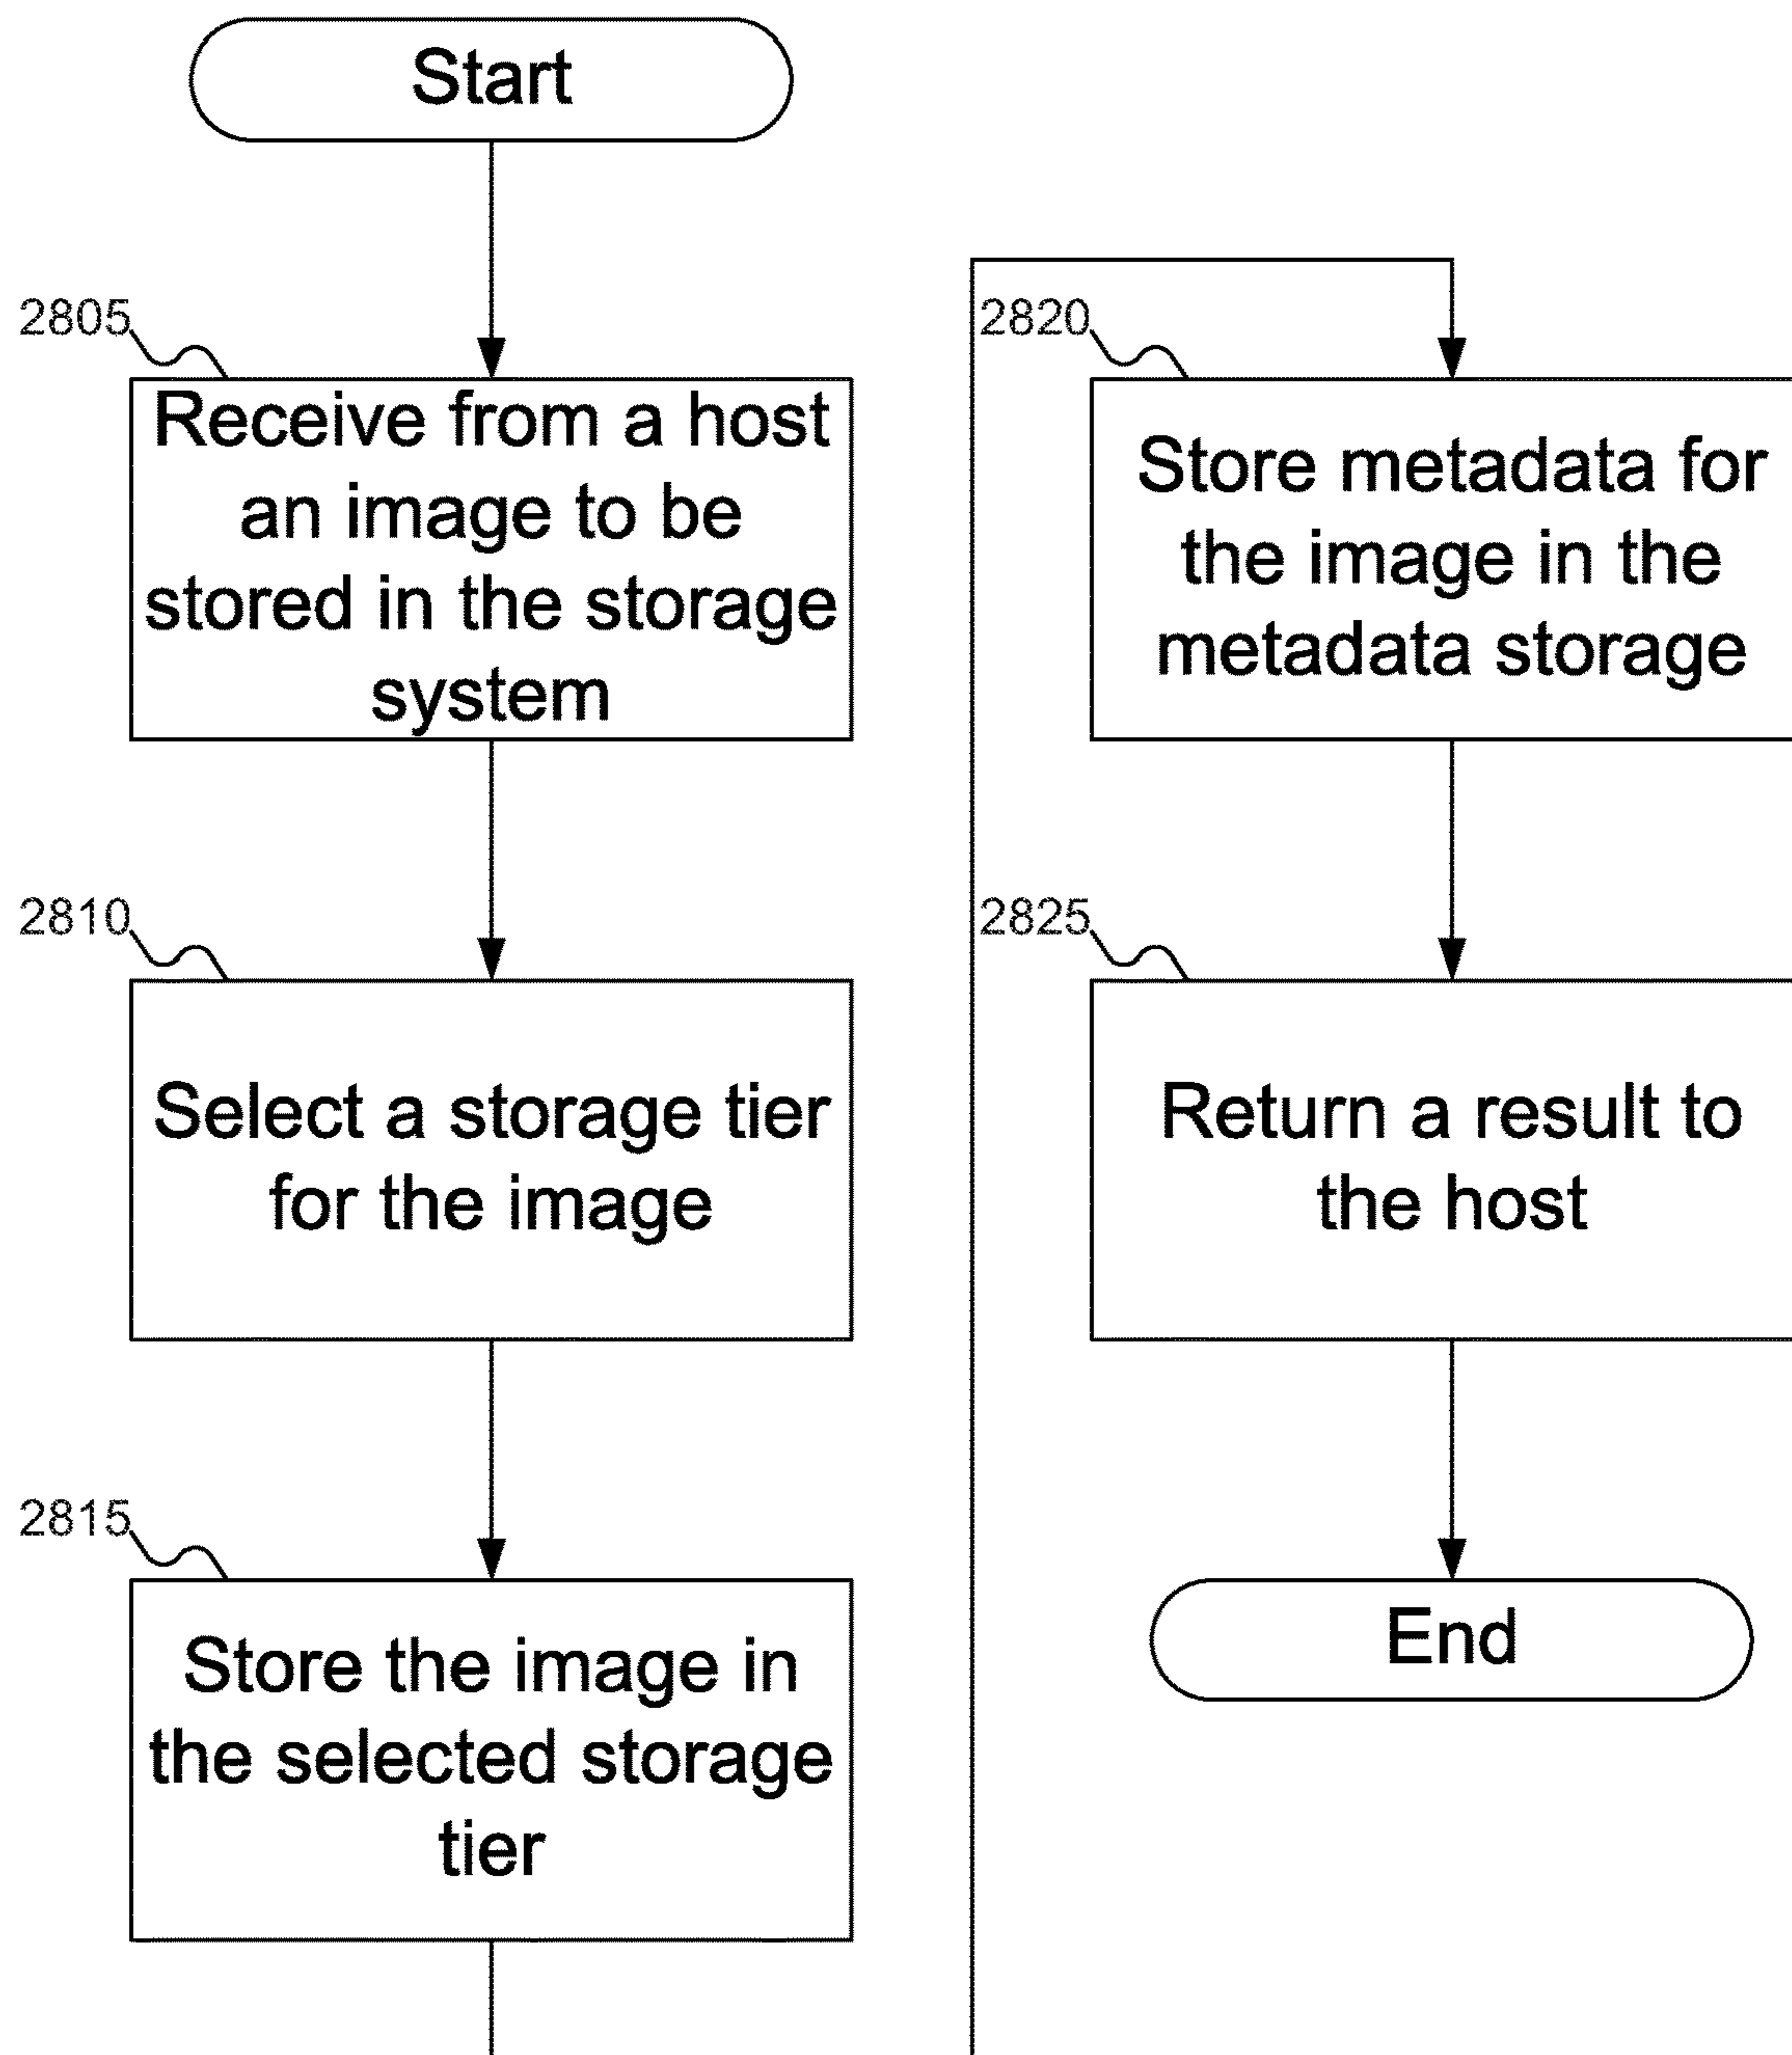 Start
2805
Receive from a host
an image to be
stored in the storage
system
2810
Select a storage tier
for the image
2815
Store the image in
the selected storage
tier
2820
Store metadata for
the image in the
metadata storage
2825
Return a result to
the host
End